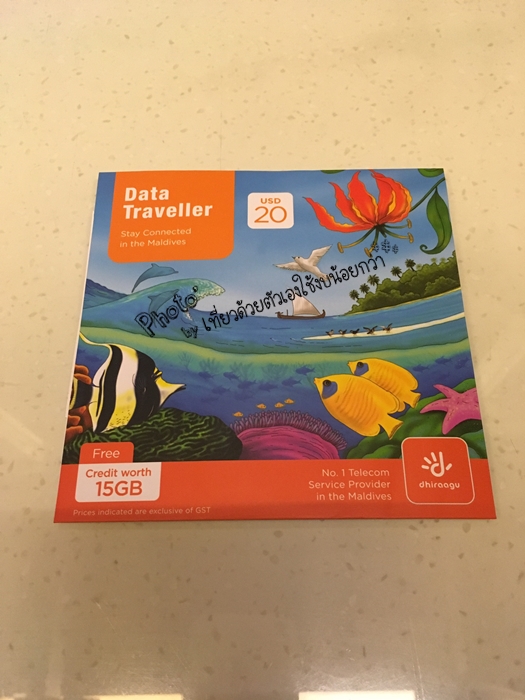 Data
Traveller
Stay Connected
in the Maldives
USD
20
Photo
by เที่ยวด้วยตัวเองใช้งบน้อยกว่า
Free
Credit worth
15GB
No. 1 Telecom
Service Provider
in the Maldives
dhiraagu
Prices indicated are exclusive of GST